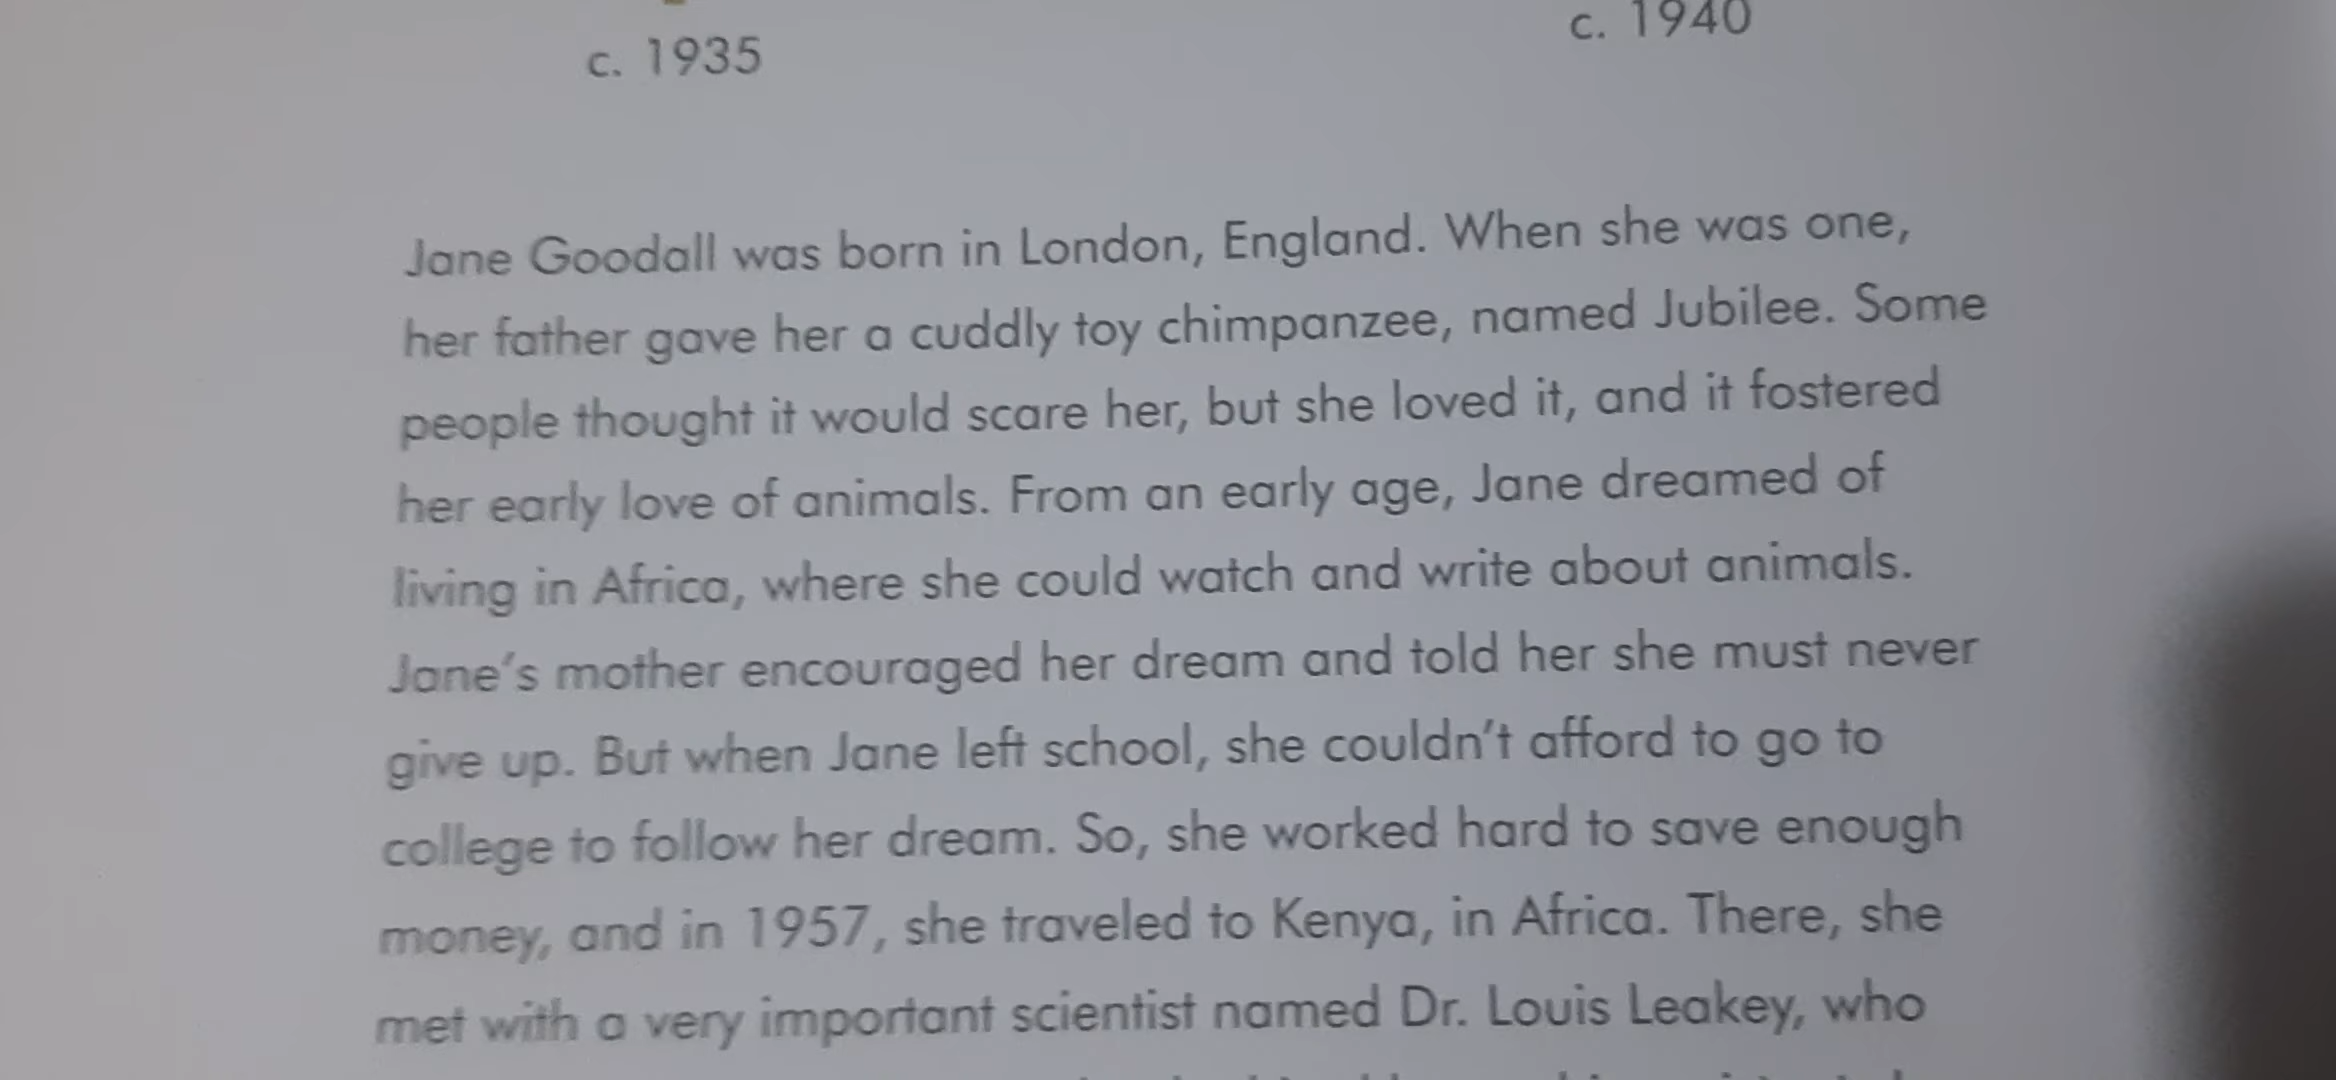 c. 1935
c. 1940
Jane Goodall was born in London, England. When she was one,
her father gave her a cuddly toy chimpanzee, named Jubilee. Some
people thought it would scare her, but she loved it, and it fostered
her early love of animals. From an early age, Jane dreamed of
living in Africa, where she could watch and write about animals.
Jane’s mother encouraged her dream and told her she must never
give up. But when Jane left school, she couldn’t afford to go to
college to follow her dream. So, she worked hard to save enough
money, and in 1957, she traveled to Kenya, in Africa. There, she
met with a very important scientist named Dr. Louis Leakey, who